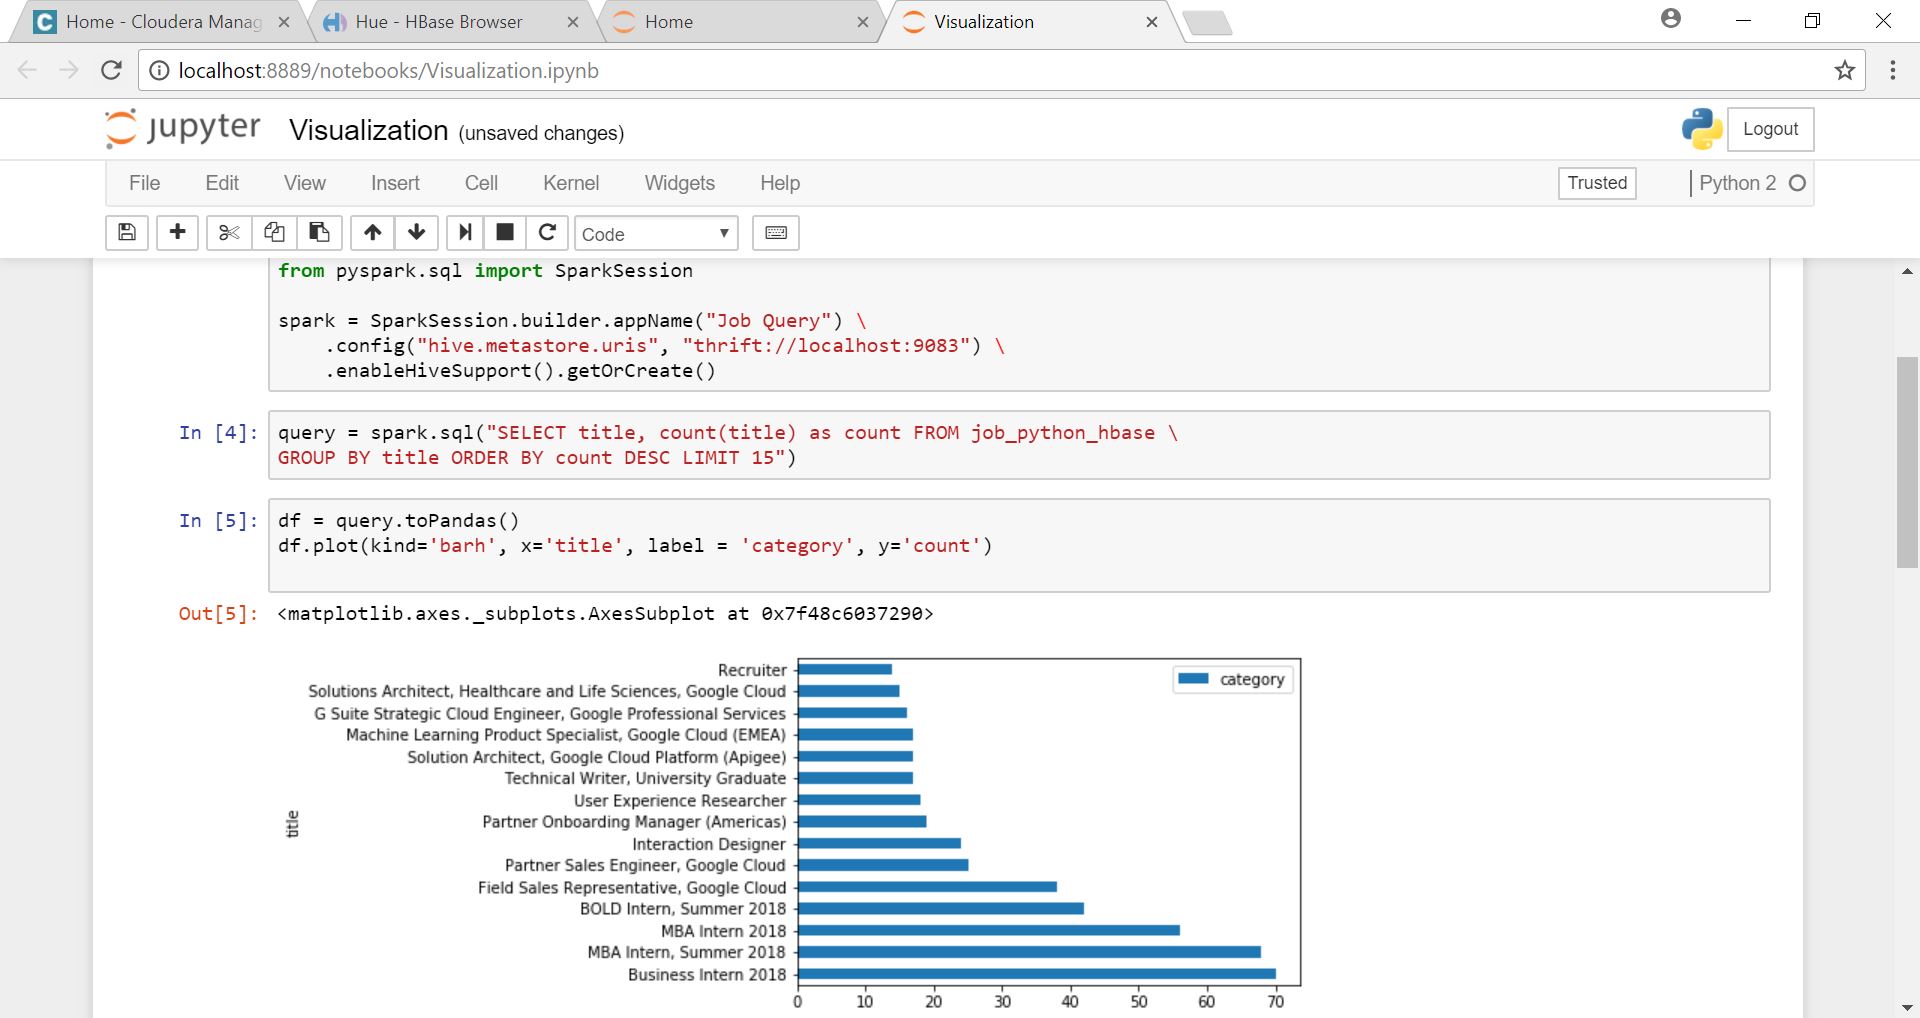 Home - Cloudera Manag
Hue - HBase Browser
Home
Visualization
localhost:8889/notebooks/Visualization.ipynb
jupyter Visualization (unsaved changes)
Logout
File Edit View Insert Cell Kernel Widgets Help
Trusted
Python 2
Code
from pyspark.sql import SparkSession
spark = SparkSession.builder.appName("Job Query") \
.config("hive.metastore.uris", "thrift://localhost:9083") \
.enableHiveSupport().getOrCreate()
In [4]: query = spark.sql("SELECT title, count(title) as count FROM job_python_hbase \
GROUP BY title ORDER BY count DESC LIMIT 15")
In [5]: df = query.toPandas()
df.plot(kind='barh', x='title', label = 'category', y='count')
Out[5]: <matplotlib.axes._subplots.AxesSubplot at 0x7f48c6037290>
category
title
Recruiter
Solutions Architect, Healthcare and Life Sciences, Google Cloud
G Suite Strategic Cloud Engineer, Google Professional Services
Machine Learning Product Specialist, Google Cloud (EMEA)
Solution Architect, Google Cloud Platform (Apigee)
Technical Writer, University Graduate
User Experience Researcher
Partner Onboarding Manager (Americas)
Interaction Designer
Partner Sales Engineer, Google Cloud
Field Sales Representative, Google Cloud
BOLD Intern, Summer 2018
MBA Intern 2018
MBA Intern, Summer 2018
Business Intern 2018
0 10 20 30 40 50 60 70